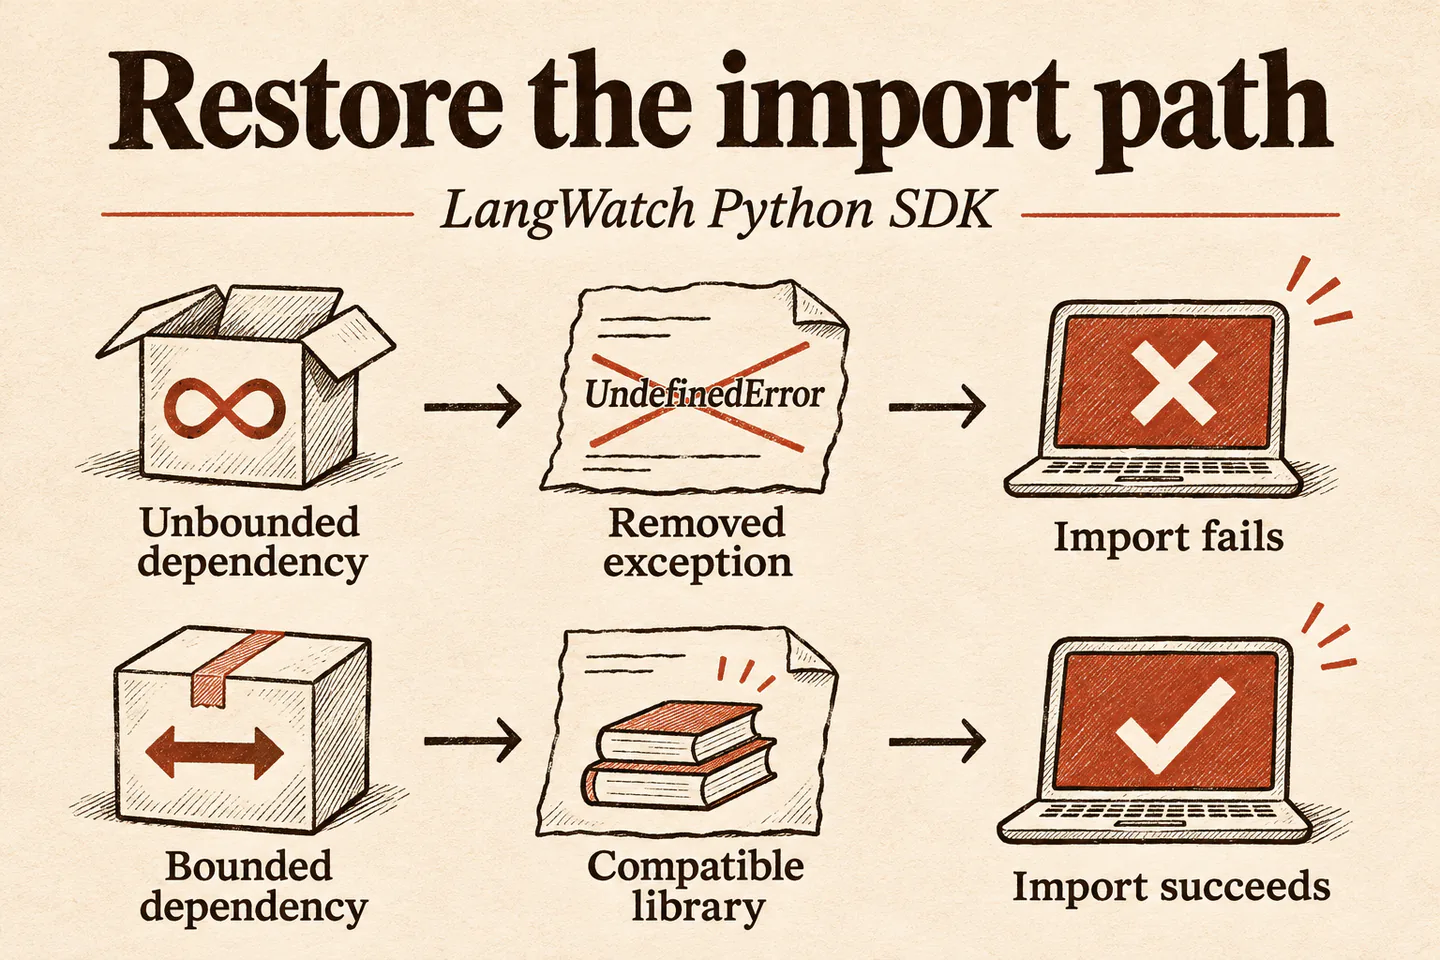 Restore the import path
LangWatch Python SDK
UndefinedError
Unbounded
dependency
Removed
exception
Import fails
Bounded
dependency
Compatible
library
Import succeeds